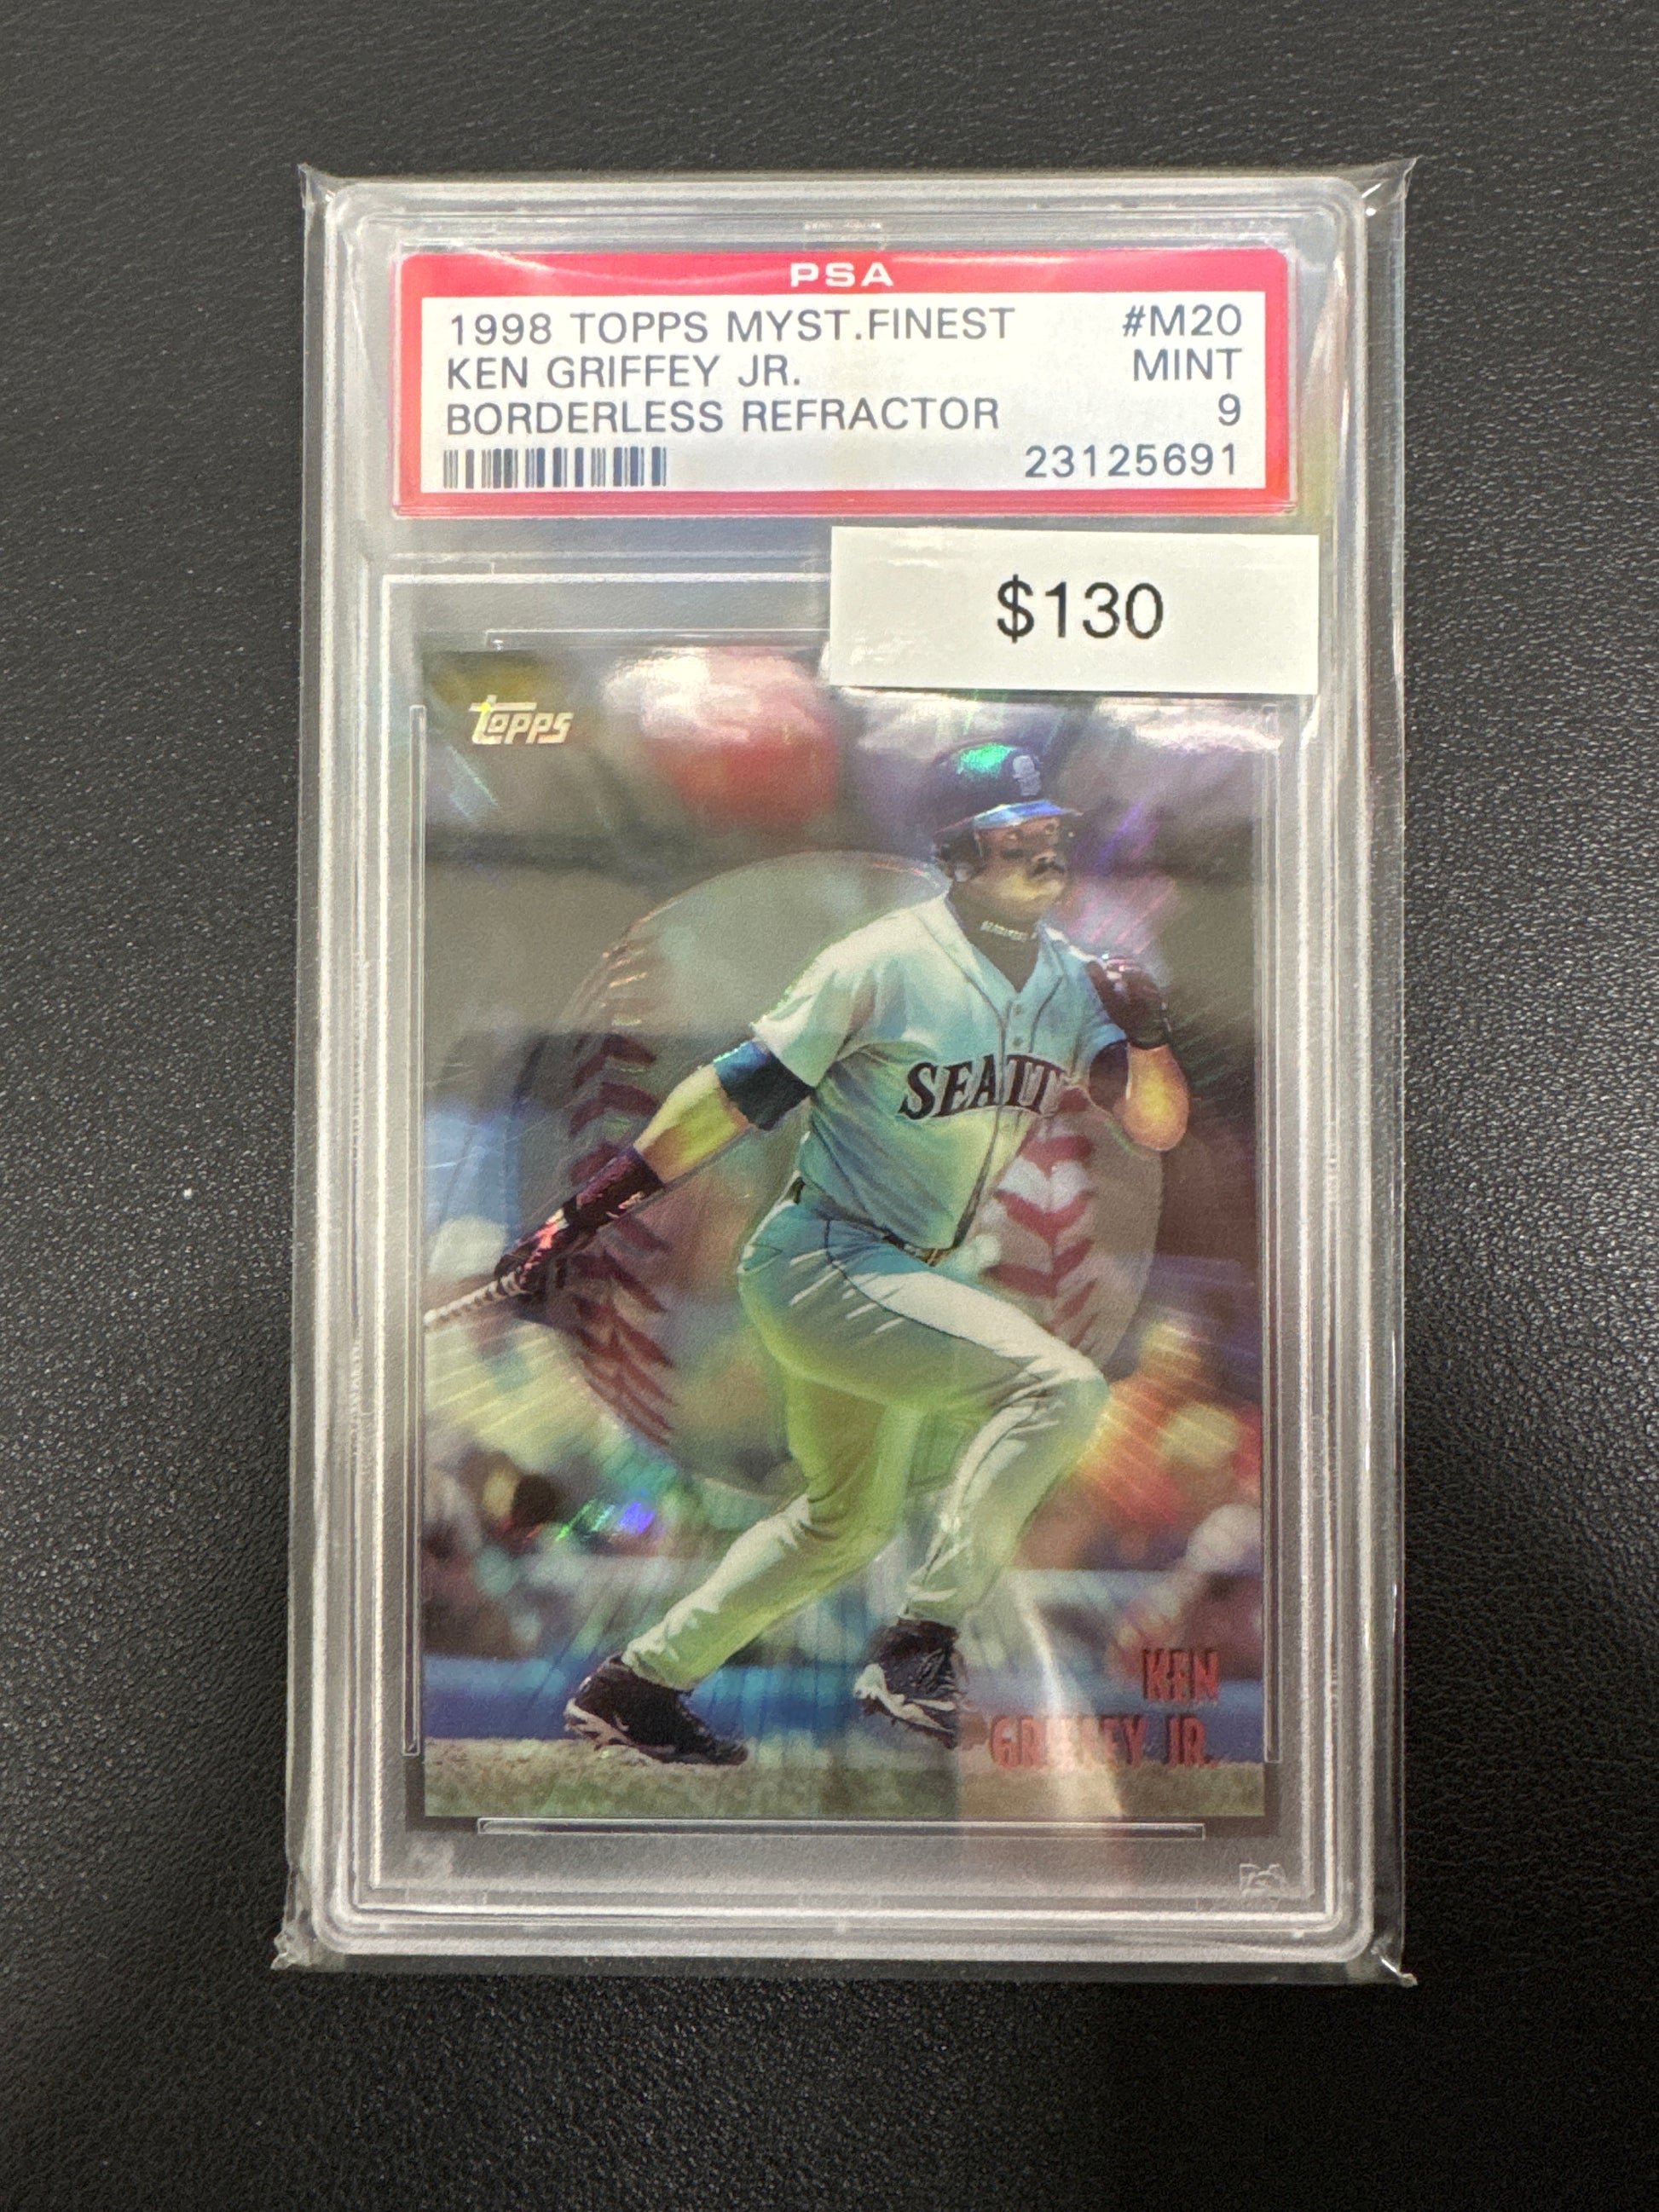 PSA
1998 TOPPS MYST.FINEST #M20
KEN GRIFFEY JR. MINT
BORDERLESS REFRACTOR 9
23125691
$130
TOPPS
SEATT
KEN
GRIFFEY JR.